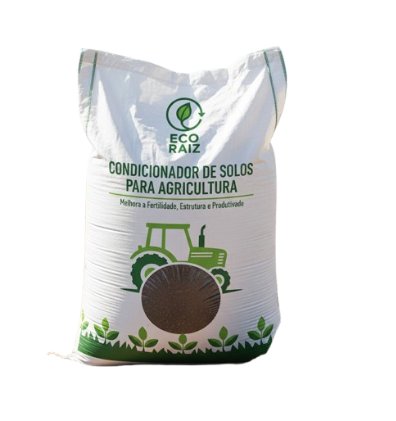 ECO
RAIZ
CONDICIONADOR DE SOLOS
PARA AGRICULTURA
Melhora a Fertilidade, Estrutura e Produtivade